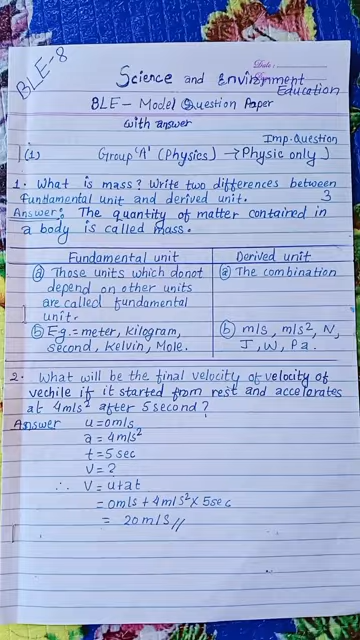 BLE-8
Date:
Science and Environment
Education
BLE- Model Question Paper
with answer
Imp. Question
(1) Group 'A' (Physics) → Physic only
1. What is mass? Write two differences between
fundamental unit and derived unit. 3
Answer: The quantity of matter contained in
a body is called mass.
Fundamental unit
(a) Those units which donot
depend on other units
are called fundamental
unit.
(b) Eg.= meter, Kilogram,
second, Kelvin, Mole.
Derived unit
(a) The combination
(b) m/s, m/s², N,
J, W, Pa.
2. What will be the final velocity of velocity of
vechile if it started from rest and accelerates
at 4m/s² after 5 second?
Answer u = 0m/s
a = 4m/s²
t = 5 sec
V = ?
∴ V = u+at
= 0m/s + 4m/s² × 5sec
= 20m/s //